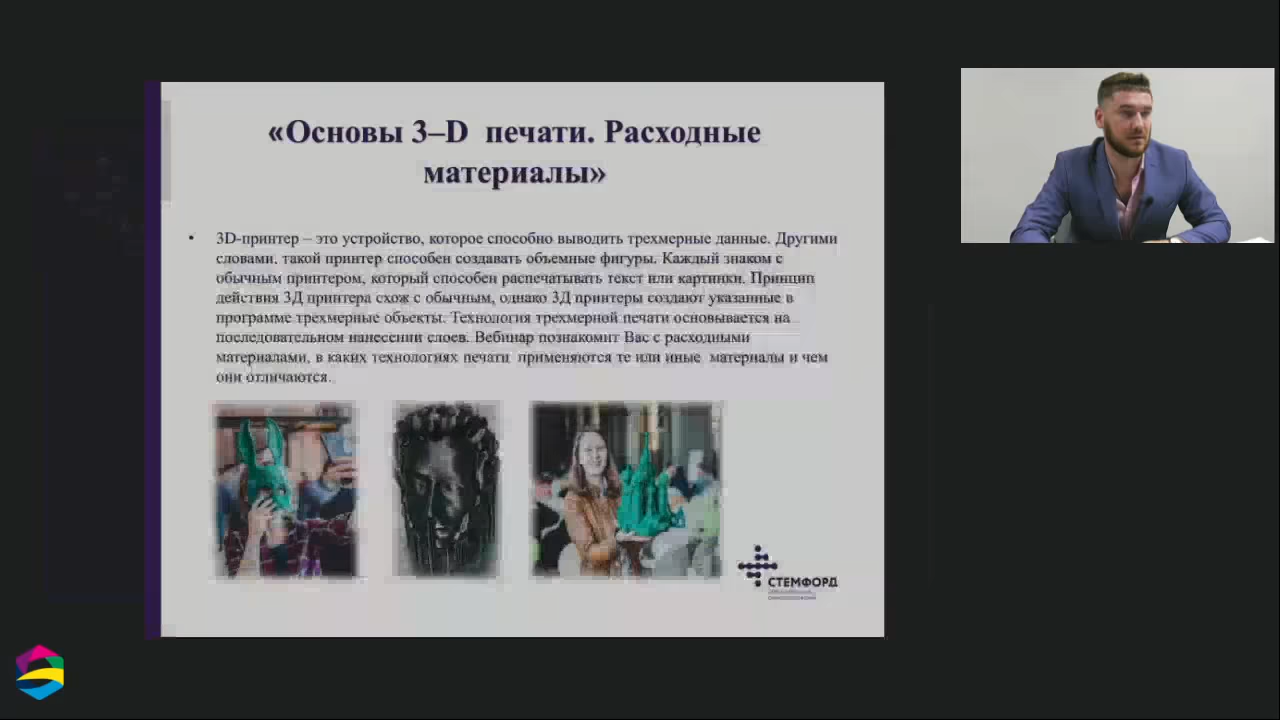 «Основы 3–D печати. Расходные
материалы»
• 3D-принтер – это устройство, которое способно выводить трехмерные данные. Другими
словами, такой принтер способен создавать объемные фигуры. Каждый знаком с
обычным принтером, который способен распечатывать текст или картинки. Принцип
действия 3Д принтера схож с обычным, однако 3Д принтеры создают указанные в
программе трехмерные объекты. Технология трехмерной печати основывается на
последовательном нанесении слоев. Вебинар познакомит Вас с расходными
материалами, в каких технологиях печати применяются те или иные материалы и чем
они отличаются.
СТЕМФОРД